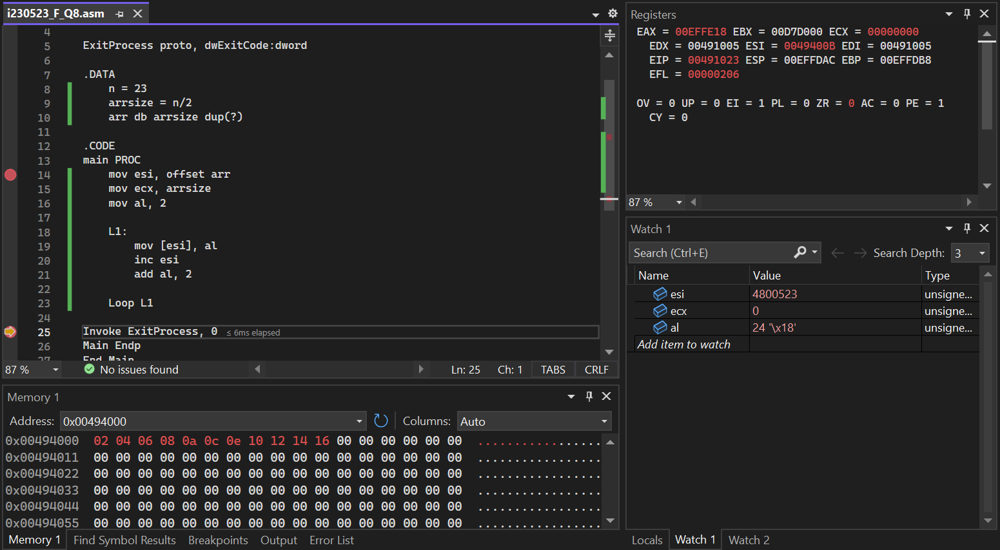 i230523_F_Q8.asm
4
5 ExitProcess proto, dwExitCode:dword
6
7 .DATA
8 n = 23
9 arrsize = n/2
10 arr db arrsize dup(?)
11
12 .CODE
13 main PROC
14 mov esi, offset arr
15 mov ecx, arrsize
16 mov al, 2
17
18 L1:
19 mov [esi], al
20 inc esi
21 add al, 2
22
23 Loop L1
24
25 Invoke ExitProcess, 0 ≤ 6ms elapsed
26 Main Endp
27 End Main
87 % No issues found Ln: 25 Ch: 1 TABS CRLF
Memory 1
Address: 0x00494000 Columns: Auto
0x00494000 02 04 06 08 0a 0c 0e 10 12 14 16 00 00 00 00 00 00 .................
0x00494011 00 00 00 00 00 00 00 00 00 00 00 00 00 00 00 00 00 .................
0x00494022 00 00 00 00 00 00 00 00 00 00 00 00 00 00 00 00 00 .................
0x00494033 00 00 00 00 00 00 00 00 00 00 00 00 00 00 00 00 00 .................
0x00494044 00 00 00 00 00 00 00 00 00 00 00 00 00 00 00 00 00 .................
0x00494055 00 00 00 00 00 00 00 00 00 00 00 00 00 00 00 00 00 .................
Memory 1 Find Symbol Results Breakpoints Output Error List
Registers
EAX = 00EFFE18 EBX = 00D7D000 ECX = 00000000
EDX = 00491005 ESI = 0049400B EDI = 00491005
EIP = 00491023 ESP = 00EFFDAC EBP = 00EFFDB8
EFL = 00000206
OV = 0 UP = 0 EI = 1 PL = 0 ZR = 0 AC = 0 PE = 1
CY = 0
87 %
Watch 1
Search (Ctrl+E) Search Depth: 3
Name Value Type
esi 4800523 unsigne...
ecx 0 unsigne...
al 24 '\x18' unsigne...
Add item to watch
Locals Watch 1 Watch 2